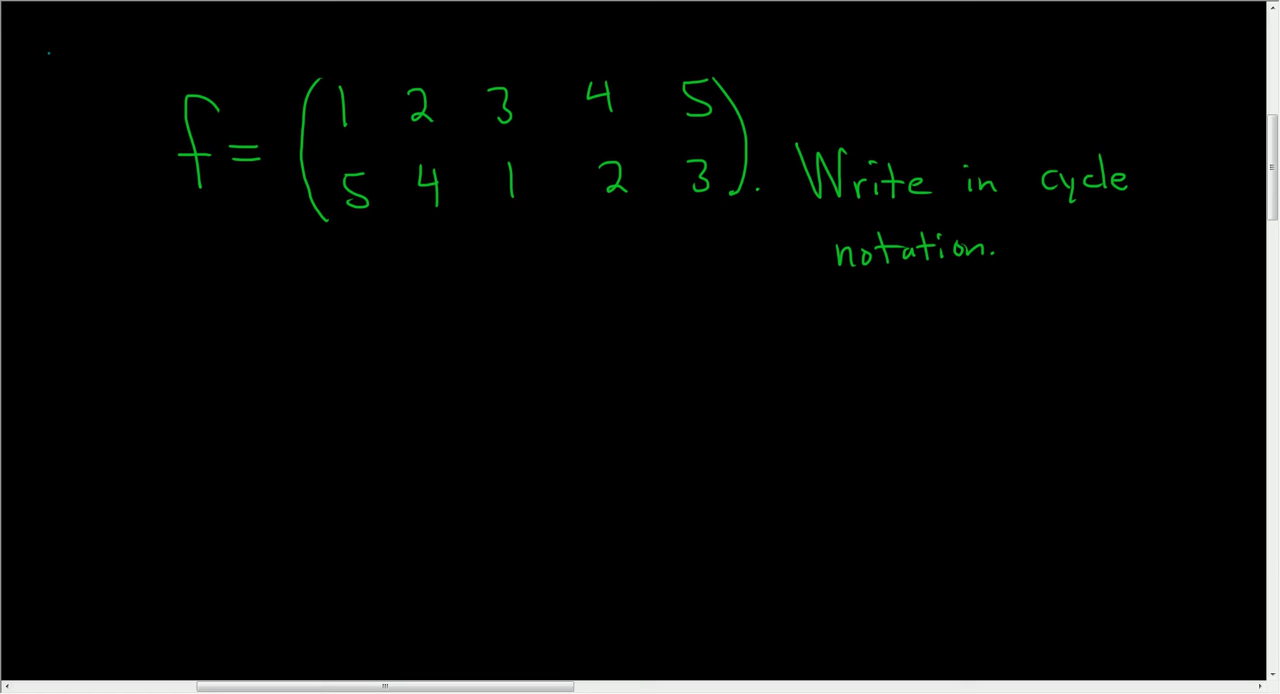 f = ( 1 2 3 4 5
5 4 1 2 3 ). Write in cycle
notation.